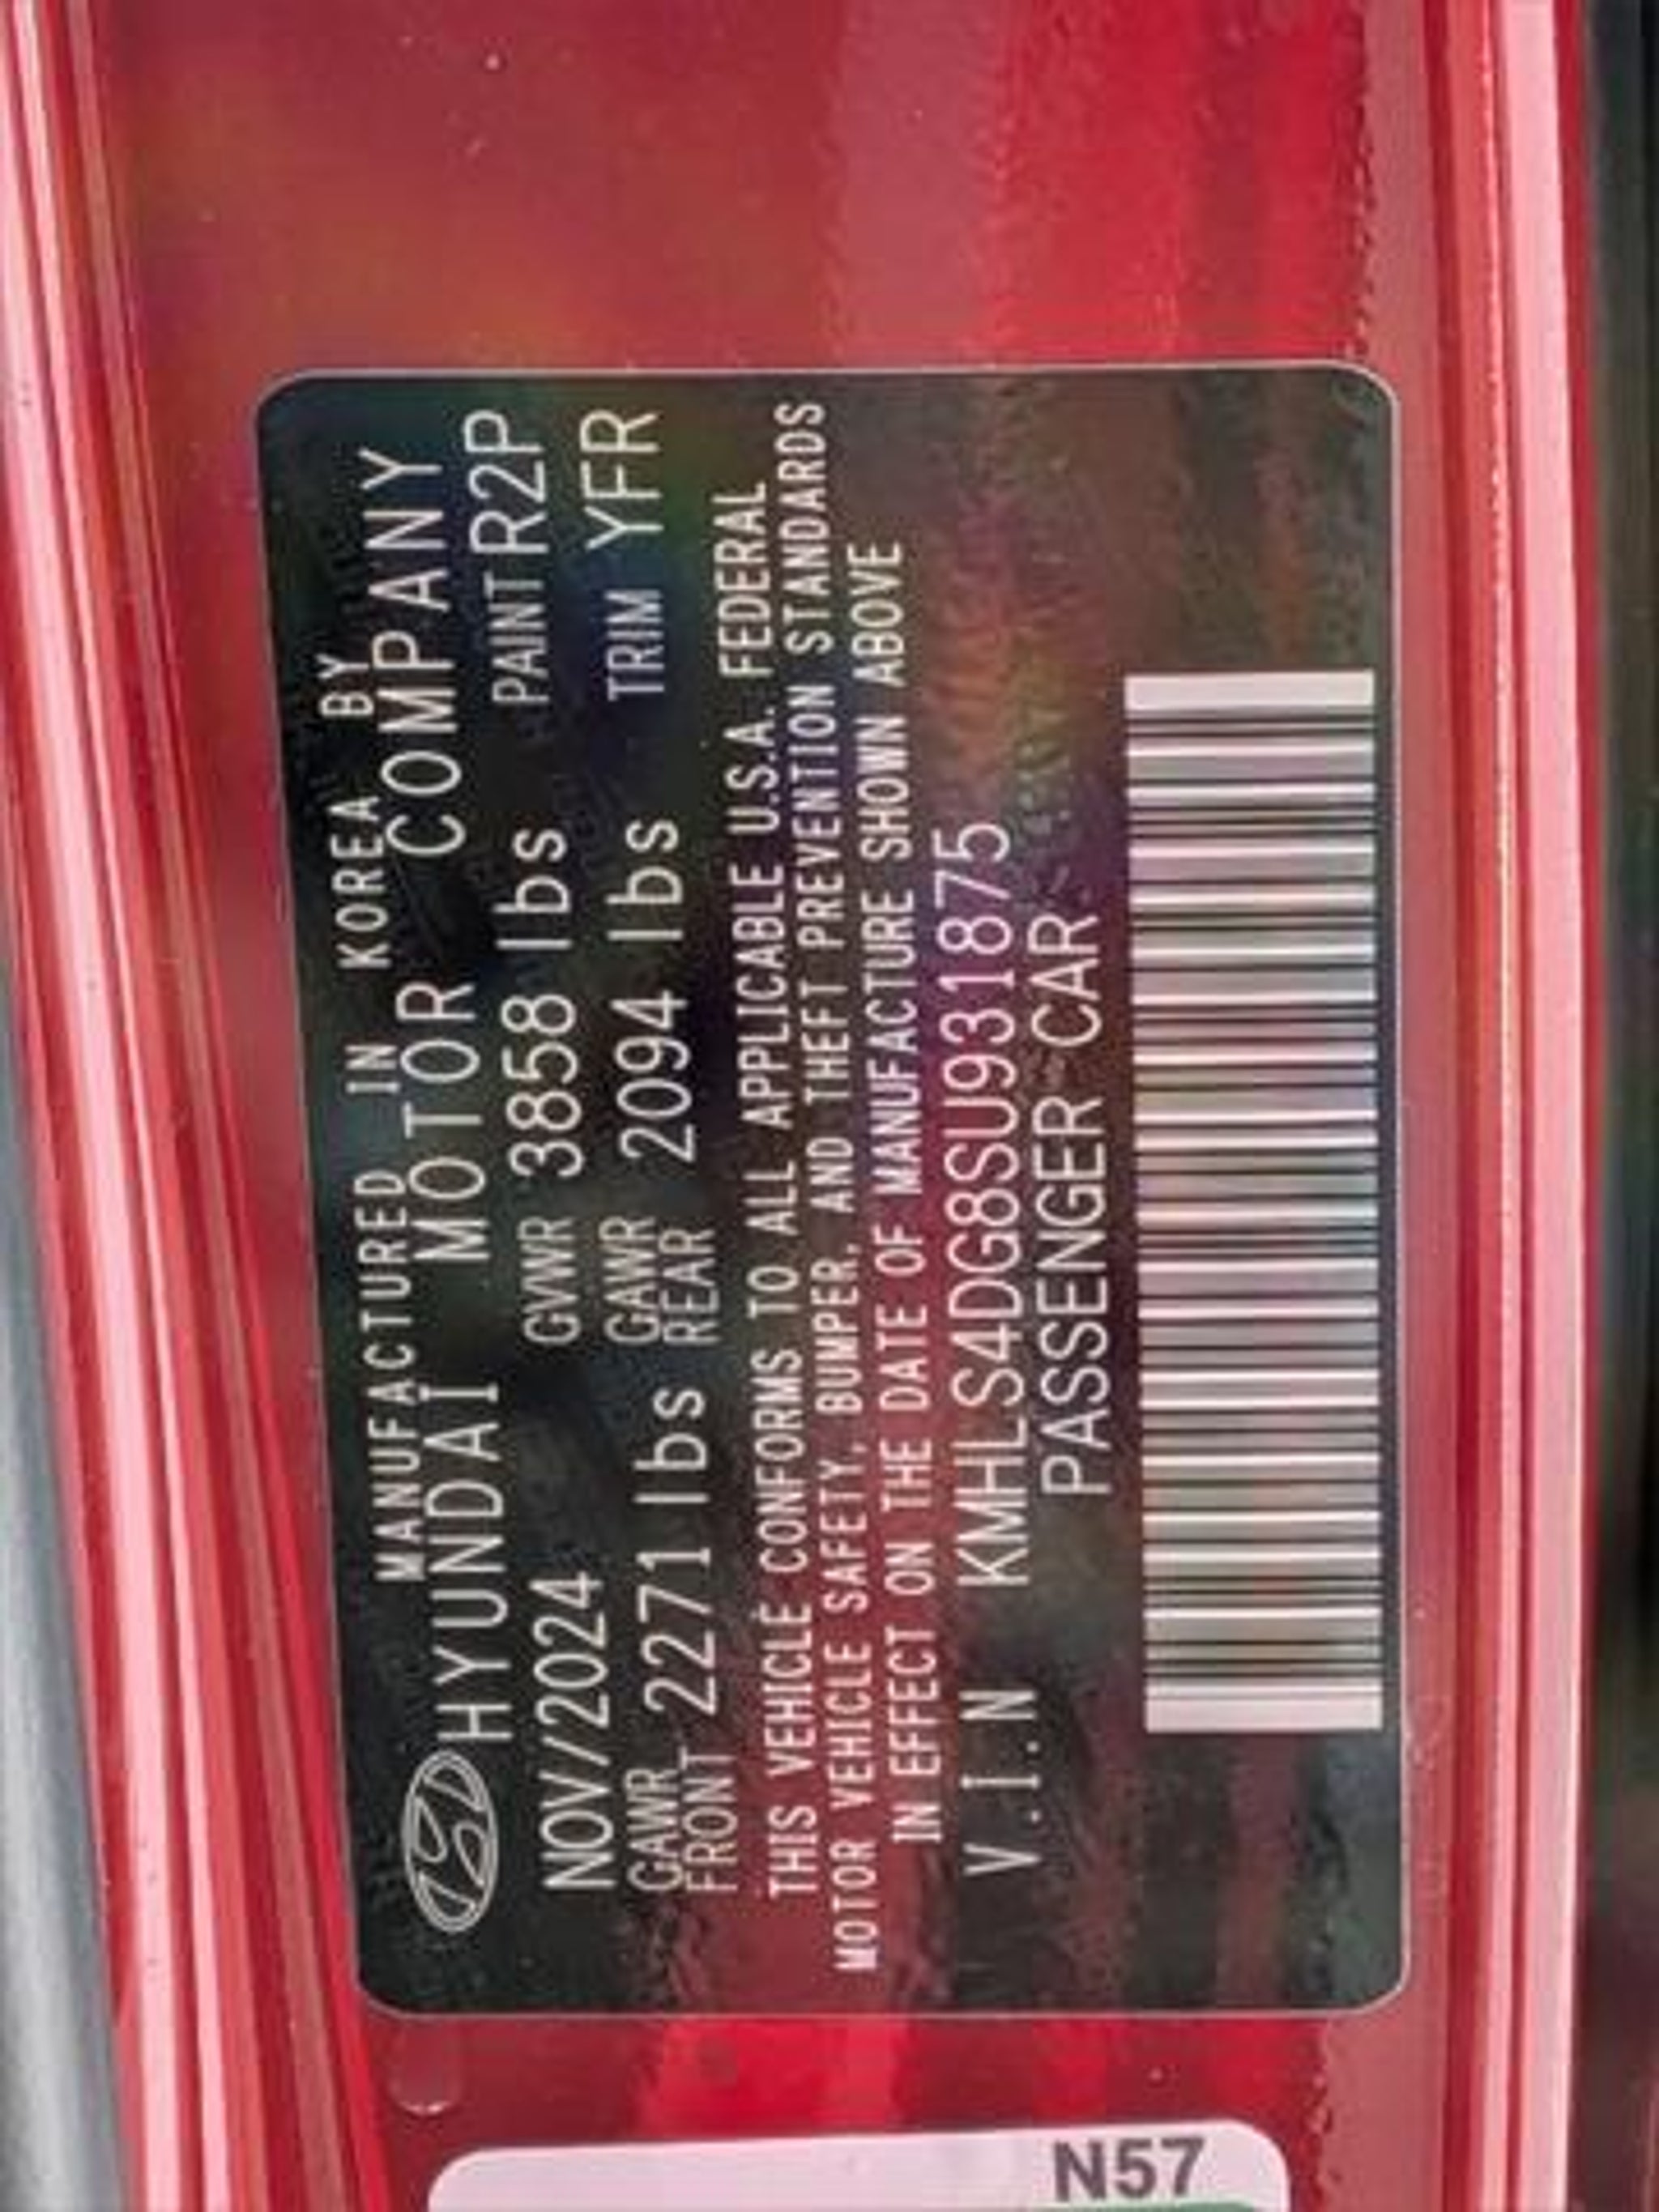 MANUFACTURED IN KOREA BY
HYUNDAI MOTOR COMPANY
NOV/2024 GVWR 3858 lbs PAINT R2P
GAWR FRONT 2271 lbs GAWR REAR 2094 lbs TRIM YFR
THIS VEHICLE CONFORMS TO ALL APPLICABLE U.S.A. FEDERAL
MOTOR VEHICLE SAFETY, BUMPER, AND THEFT PREVENTION STANDARDS
IN EFFECT ON THE DATE OF MANUFACTURE SHOWN ABOVE
V.I.N KMHLS4DG8SU931875
PASSENGER CAR
N57